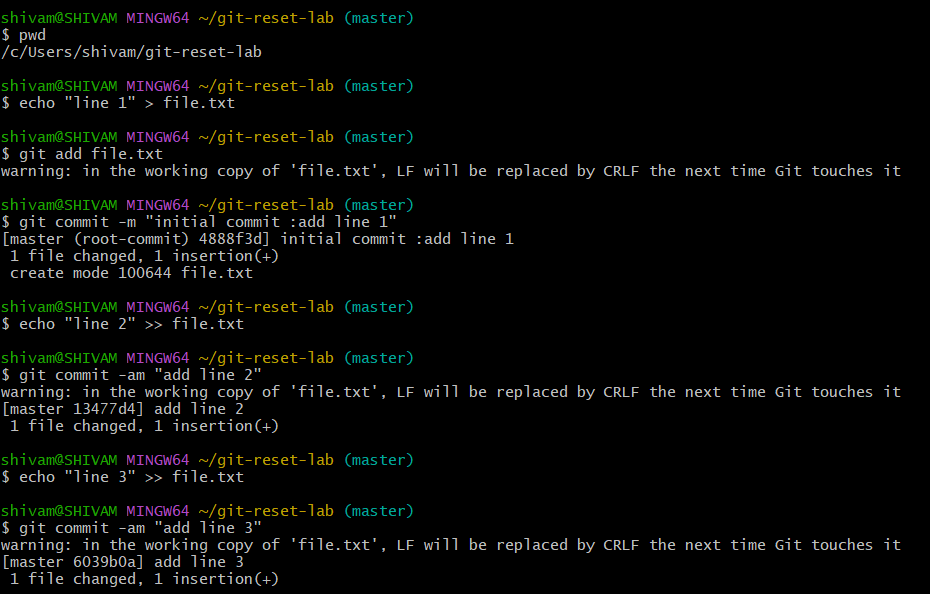 shivam@SHIVAM MINGW64 ~/git-reset-lab (master)
$ pwd
/c/Users/shivam/git-reset-lab
shivam@SHIVAM MINGW64 ~/git-reset-lab (master)
$ echo "line 1" > file.txt
shivam@SHIVAM MINGW64 ~/git-reset-lab (master)
$ git add file.txt
warning: in the working copy of 'file.txt', LF will be replaced by CRLF the next time Git touches it
shivam@SHIVAM MINGW64 ~/git-reset-lab (master)
$ git commit -m "initial commit :add line 1"
[master (root-commit) 4888f3d] initial commit :add line 1
 1 file changed, 1 insertion(+)
 create mode 100644 file.txt
shivam@SHIVAM MINGW64 ~/git-reset-lab (master)
$ echo "line 2" >> file.txt
shivam@SHIVAM MINGW64 ~/git-reset-lab (master)
$ git commit -am "add line 2"
warning: in the working copy of 'file.txt', LF will be replaced by CRLF the next time Git touches it
[master 13477d4] add line 2
 1 file changed, 1 insertion(+)
shivam@SHIVAM MINGW64 ~/git-reset-lab (master)
$ echo "line 3" >> file.txt
shivam@SHIVAM MINGW64 ~/git-reset-lab (master)
$ git commit -am "add line 3"
warning: in the working copy of 'file.txt', LF will be replaced by CRLF the next time Git touches it
[master 6039b0a] add line 3
 1 file changed, 1 insertion(+)